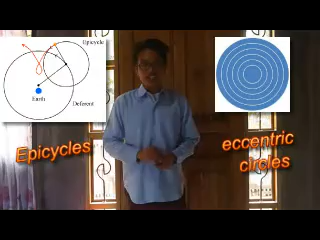 Epicycle
Earth
Deferent
Epicycles
eccentric
circles